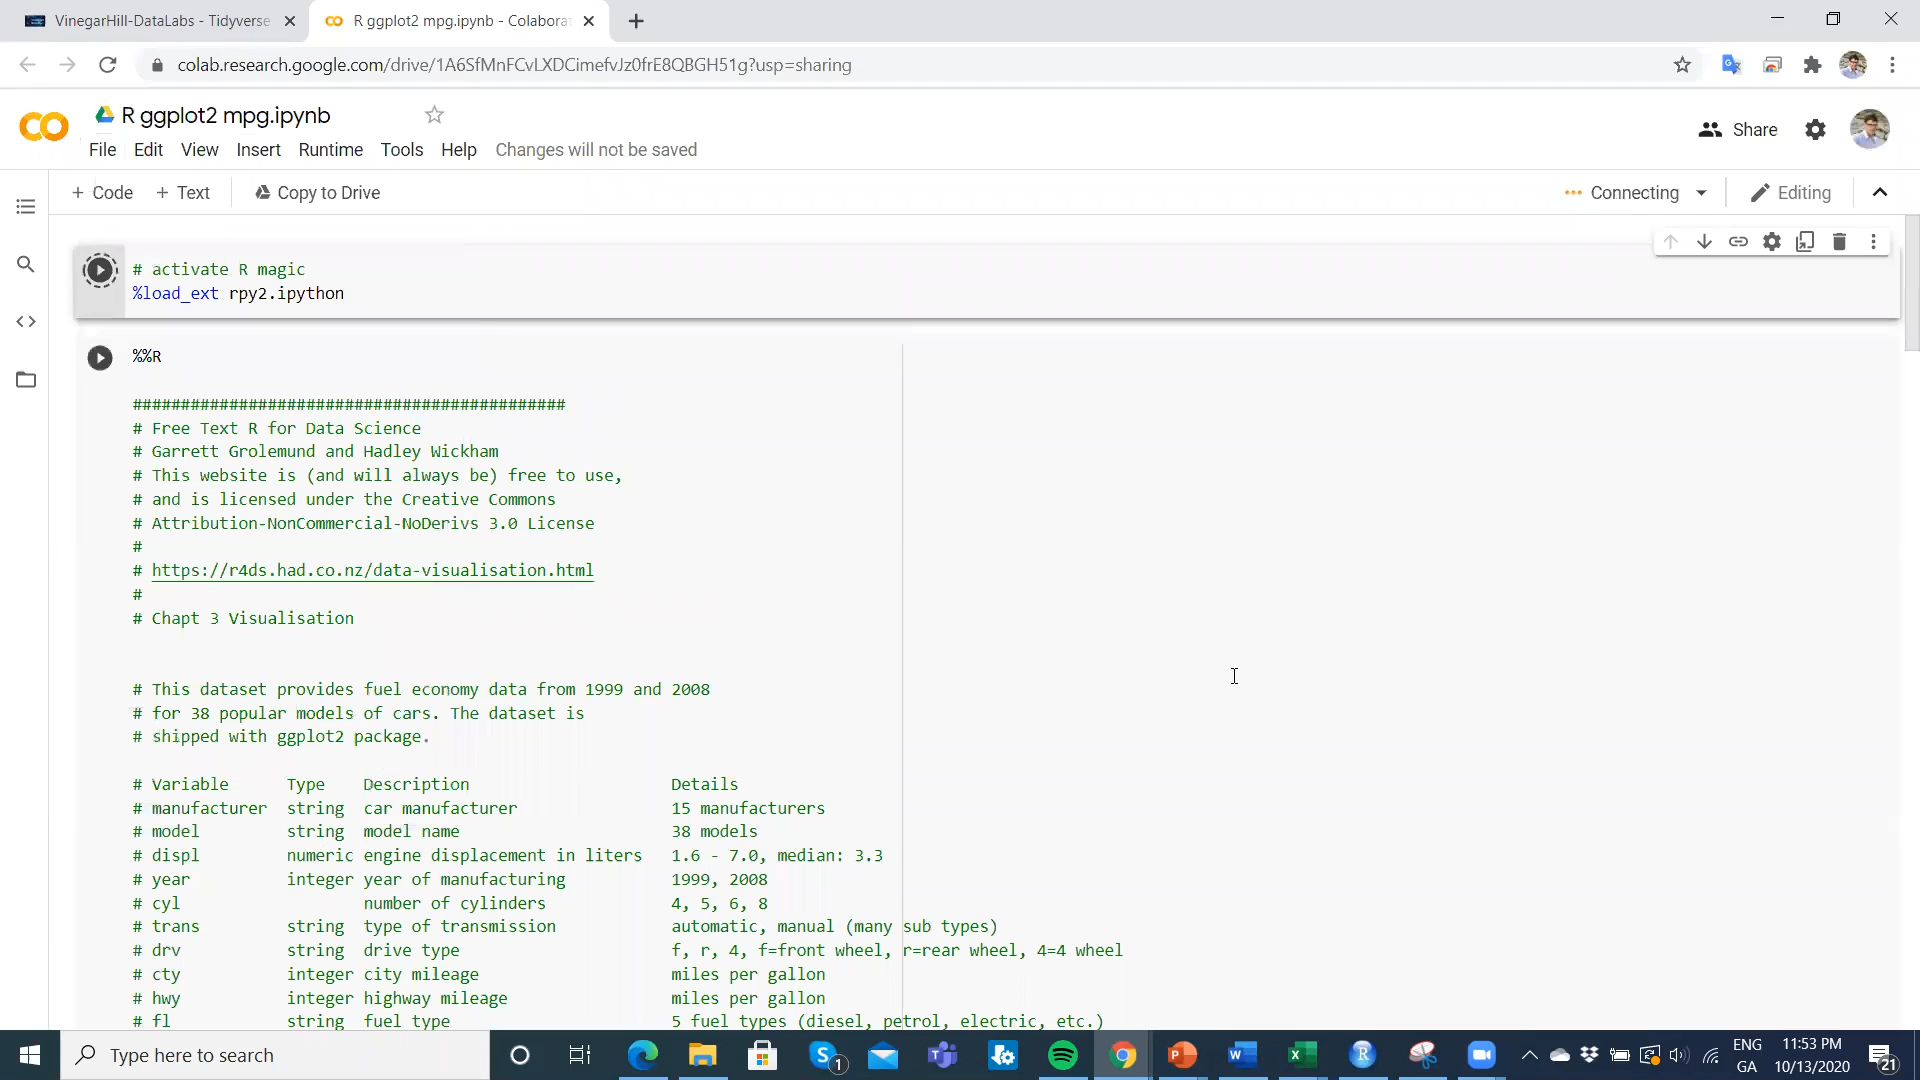 VinegarHill-DataLabs - Tidyverse
R ggplot2 mpg.ipynb - Colaborat
colab.research.google.com/drive/1A6SfMnFCvLXDCimefvJz0frE8QBGH51g?usp=sharing
R ggplot2 mpg.ipynb
Share
File Edit View Insert Runtime Tools Help Changes will not be saved
+ Code + Text Copy to Drive
Connecting
Editing
# activate R magic
%load_ext rpy2.ipython
%%R
#############################################
# Free Text R for Data Science
# Garrett Grolemund and Hadley Wickham
# This website is (and will always be) free to use,
# and is licensed under the Creative Commons
# Attribution-NonCommercial-NoDerivs 3.0 License
#
# https://r4ds.had.co.nz/data-visualisation.html
#
# Chapt 3 Visualisation
# This dataset provides fuel economy data from 1999 and 2008
# for 38 popular models of cars. The dataset is
# shipped with ggplot2 package.
# Variable Type Description Details
# manufacturer string car manufacturer 15 manufacturers
# model string model name 38 models
# displ numeric engine displacement in liters 1.6 - 7.0, median: 3.3
# year integer year of manufacturing 1999, 2008
# cyl number of cylinders 4, 5, 6, 8
# trans string type of transmission automatic, manual (many sub types)
# drv string drive type f, r, 4, f=front wheel, r=rear wheel, 4=4 wheel
# cty integer city mileage miles per gallon
# hwy integer highway mileage miles per gallon
# fl string fuel type 5 fuel types (diesel, petrol, electric, etc.)
Type here to search
1
ENG
GA
11:53 PM
10/13/2020
21